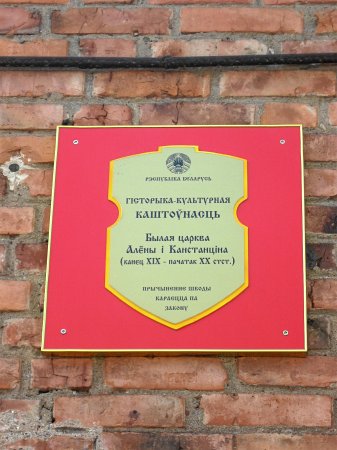 РЭСПУБЛІКА БЕЛАРУСЬ
ГІСТОРЫКА-КУЛЬТУРНАЯ
КАШТОЎНАСЦЬ
Былая царква
Алёны і Канстанціна
(канец XIX - пачатак XX стст.)
ПРЫЧЫНЕННЕ ШКОДЫ
КАРАЕЦЦА ПА
ЗАКОНУ